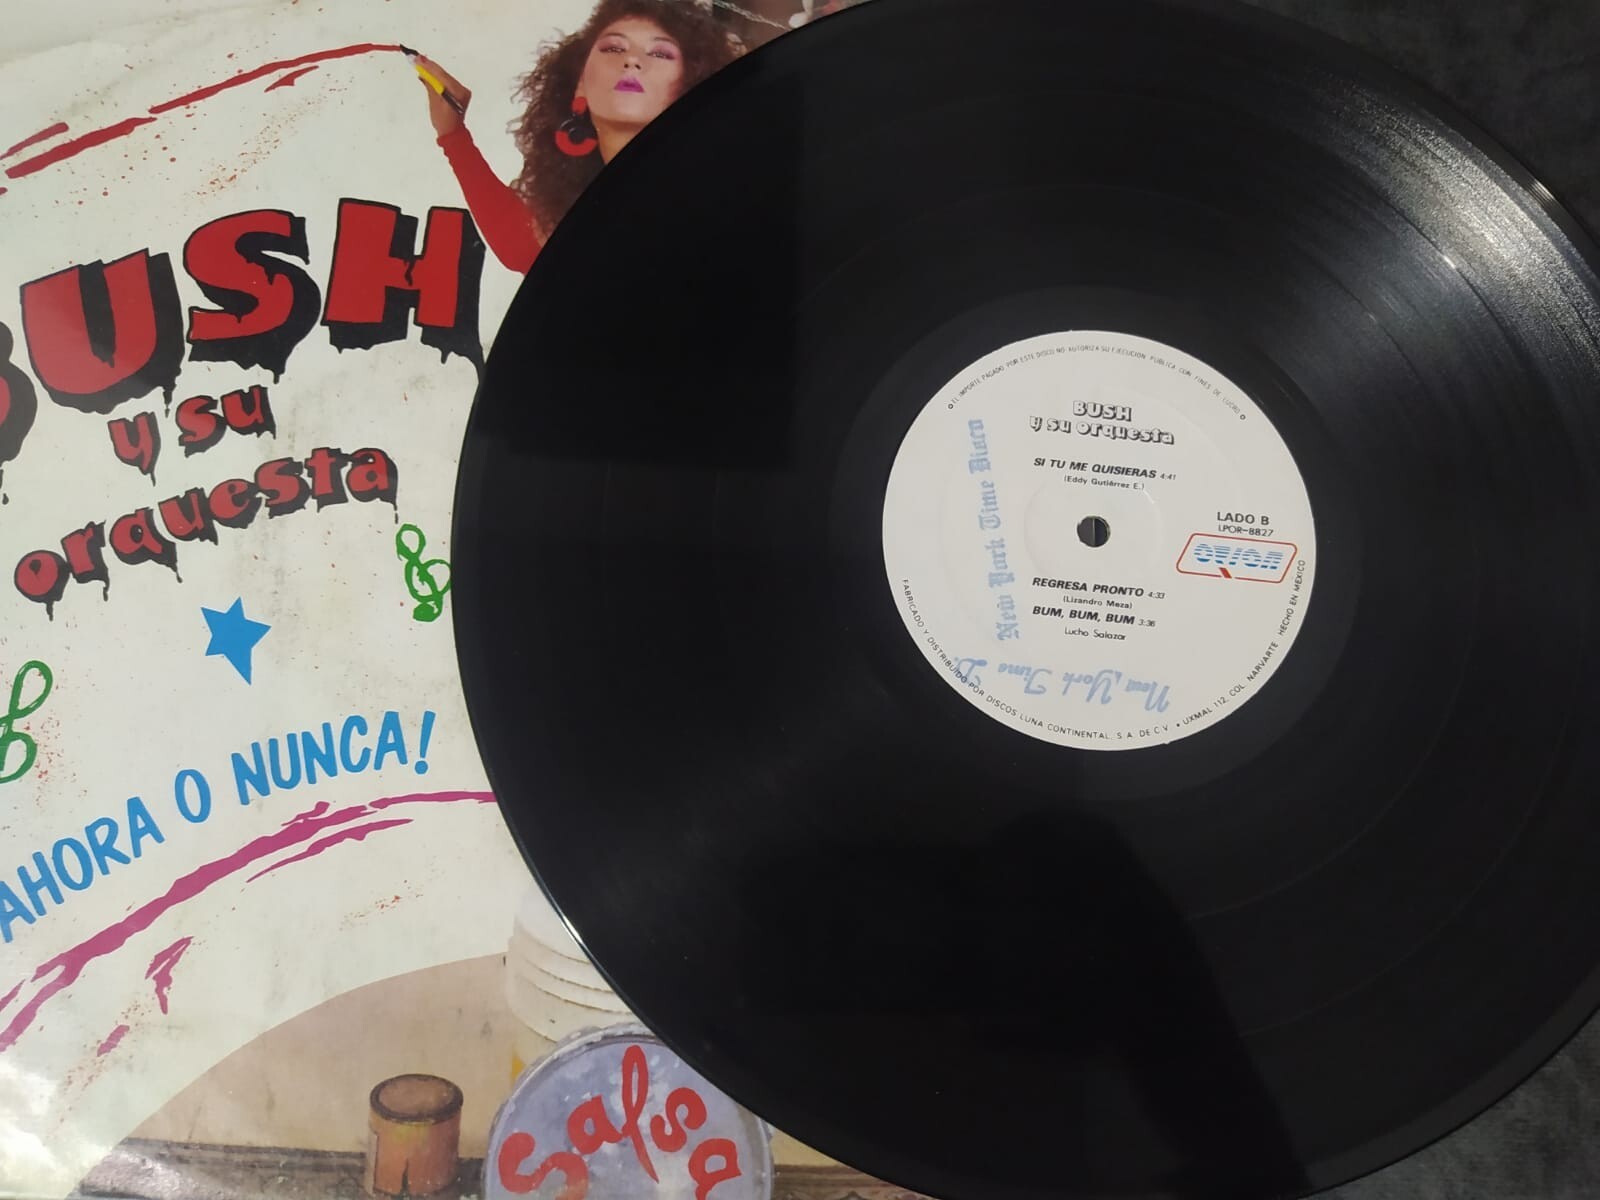 BUSH
y su
orquesta
AHORA O NUNCA!
Salsa
EL IMPORTE PAGADO POR ESTE DISCO NO AUTORIZA SU EJECUCION PUBLICA CON FINES DE LUCRO
BUSH
y su orquesta
SI TU ME QUISIERAS 4:41
(Eddy Gutiérrez E.)
LADO B
LPOR-8827
ORION
REGRESA PRONTO 4:33
(Lizandro Meza)
BUM, BUM, BUM 3:36
Lucho Salazar
New York Time Disco
New York Time D.
FABRICADO Y DISTRIBUIDO POR DISCOS LUNA CONTINENTAL, S.A. DE C.V. • UXMAL 112, COL. NARVARTE HECHO EN MEXICO